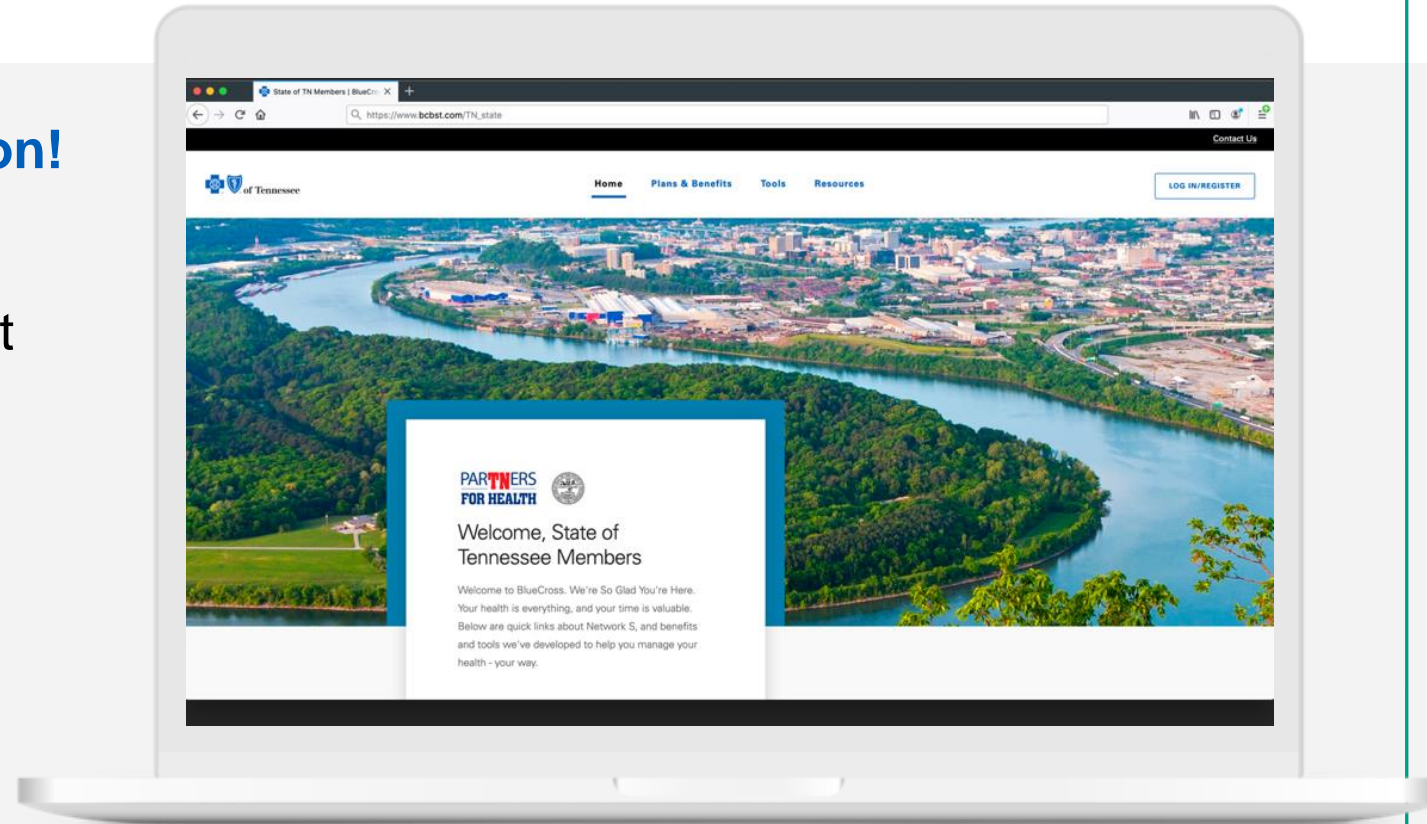 on!
t
State of TN Members | BlueCro
https://www.bcbst.com/TN_state
Contact Us
of Tennessee
Home Plans & Benefits Tools Resources
LOG IN/REGISTER
PARTNERS
FOR HEALTH
Welcome, State of
Tennessee Members
Welcome to BlueCross. We're So Glad You're Here.
Your health is everything, and your time is valuable.
Below are quick links about Network S, and benefits
and tools we've developed to help you manage your
health - your way.